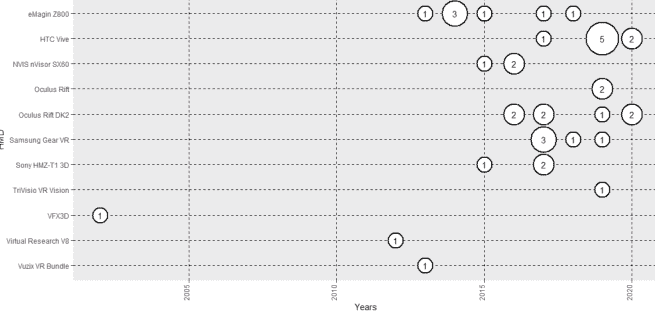 eMagin Z800 1 3 1 1 1
HTC Vive 1 5 2
NVIS nVisor SX60 1 2
Oculus Rift 2
Oculus Rift DK2 2 2 1 2
Samsung Gear VR 3 1 1
Sony HMZ-T1 3D 1 2
TriVisio VR Vision 1
VFX3D 1
Virtual Research V8 1
Vuzix VR Bundle 1
HMD
2005 2010 2015 2020
Years